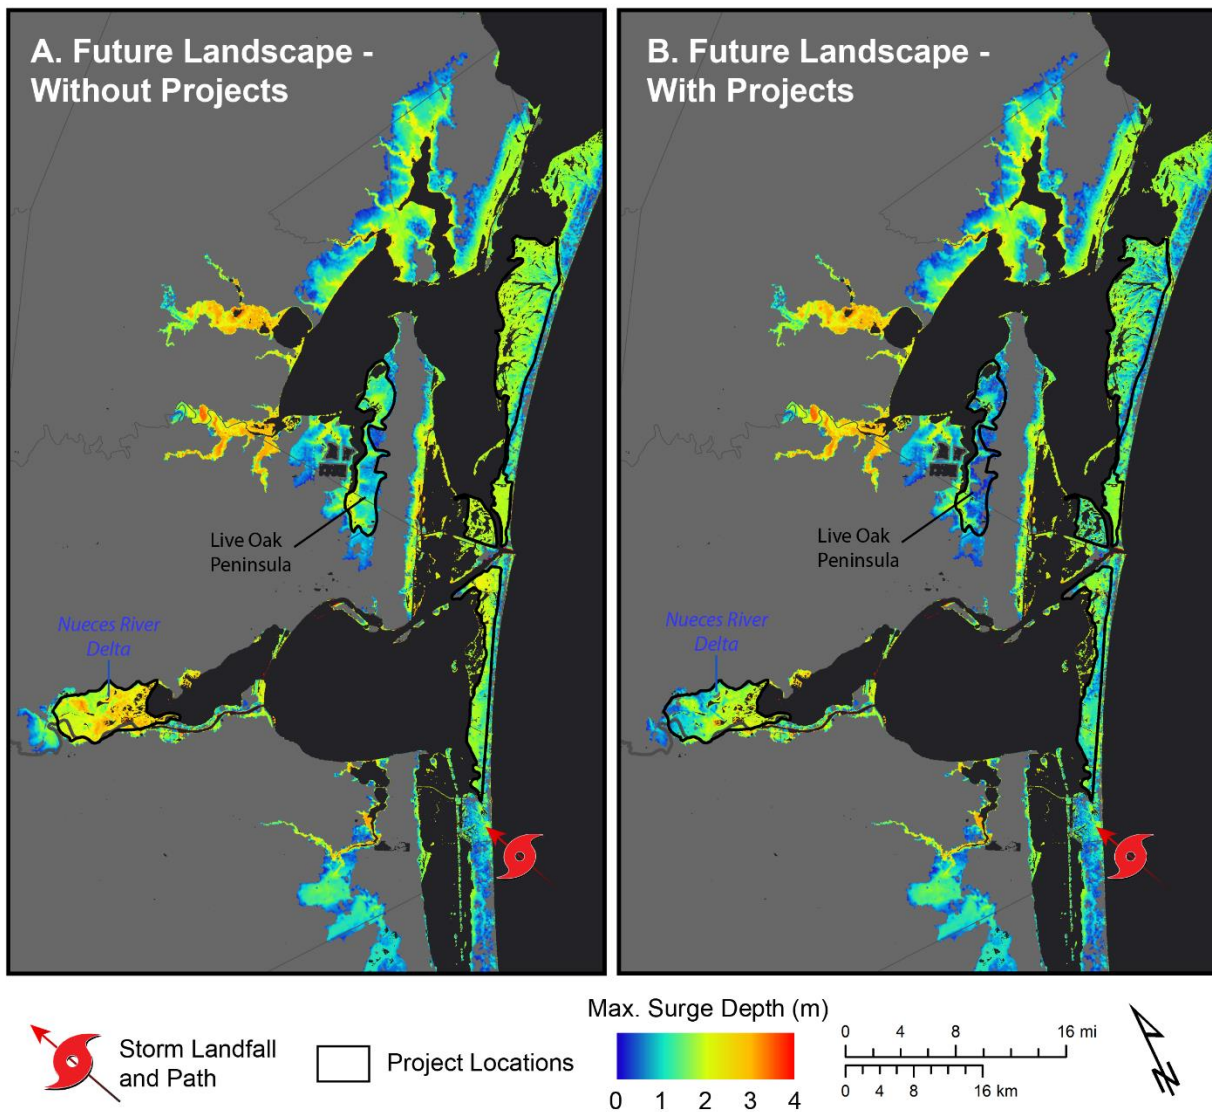 A. Future Landscape -
Without Projects
Live Oak
Peninsula
Nueces River
Delta
B. Future Landscape -
With Projects
Live Oak
Peninsula
Nueces River
Delta
Storm Landfall
and Path
Project Locations
Max. Surge Depth (m)
0 1 2 3 4
0 4 8 16 mi
0 4 8 16 km
N